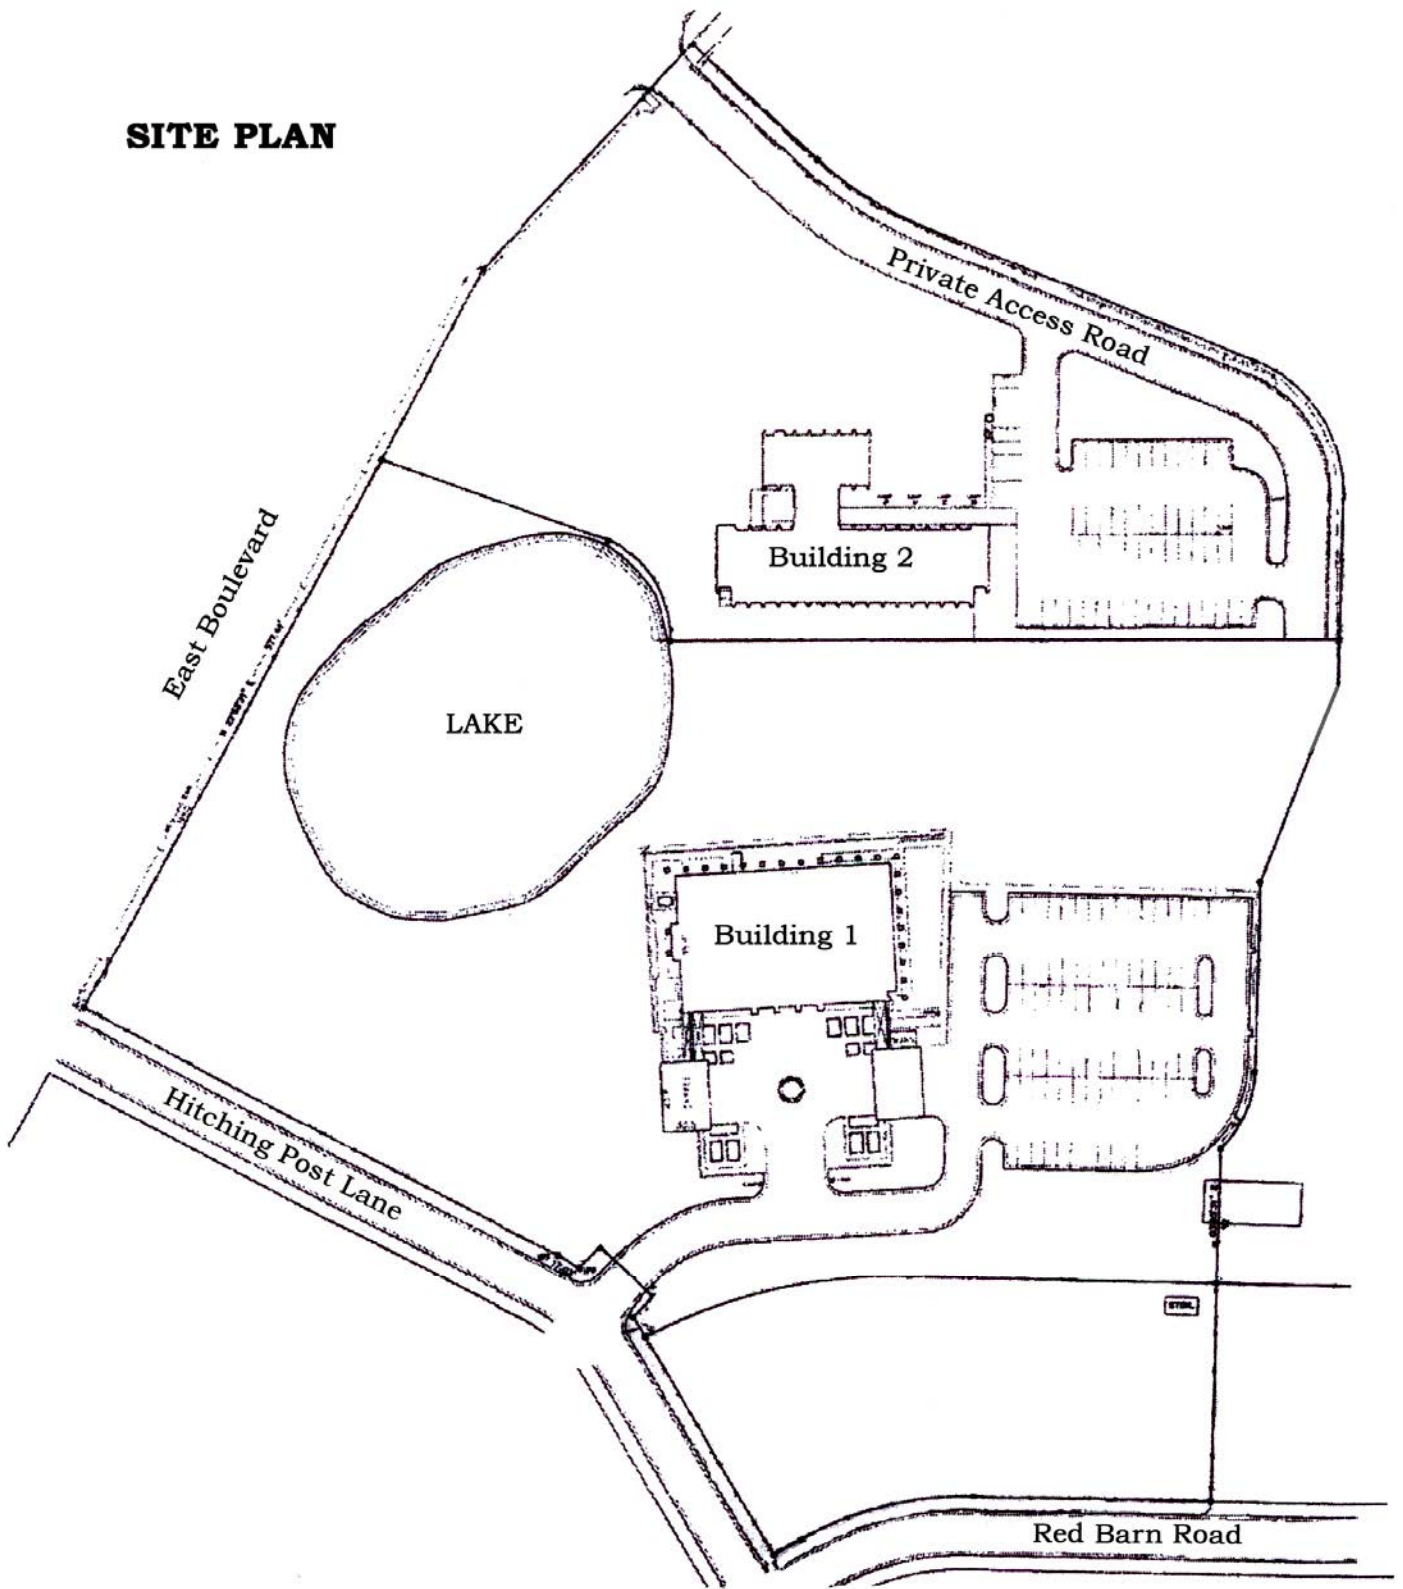 SITE PLAN
Private Access Road
Building 2
East Boulevard
LAKE
Building 1
Hitching Post Lane
Red Barn Road